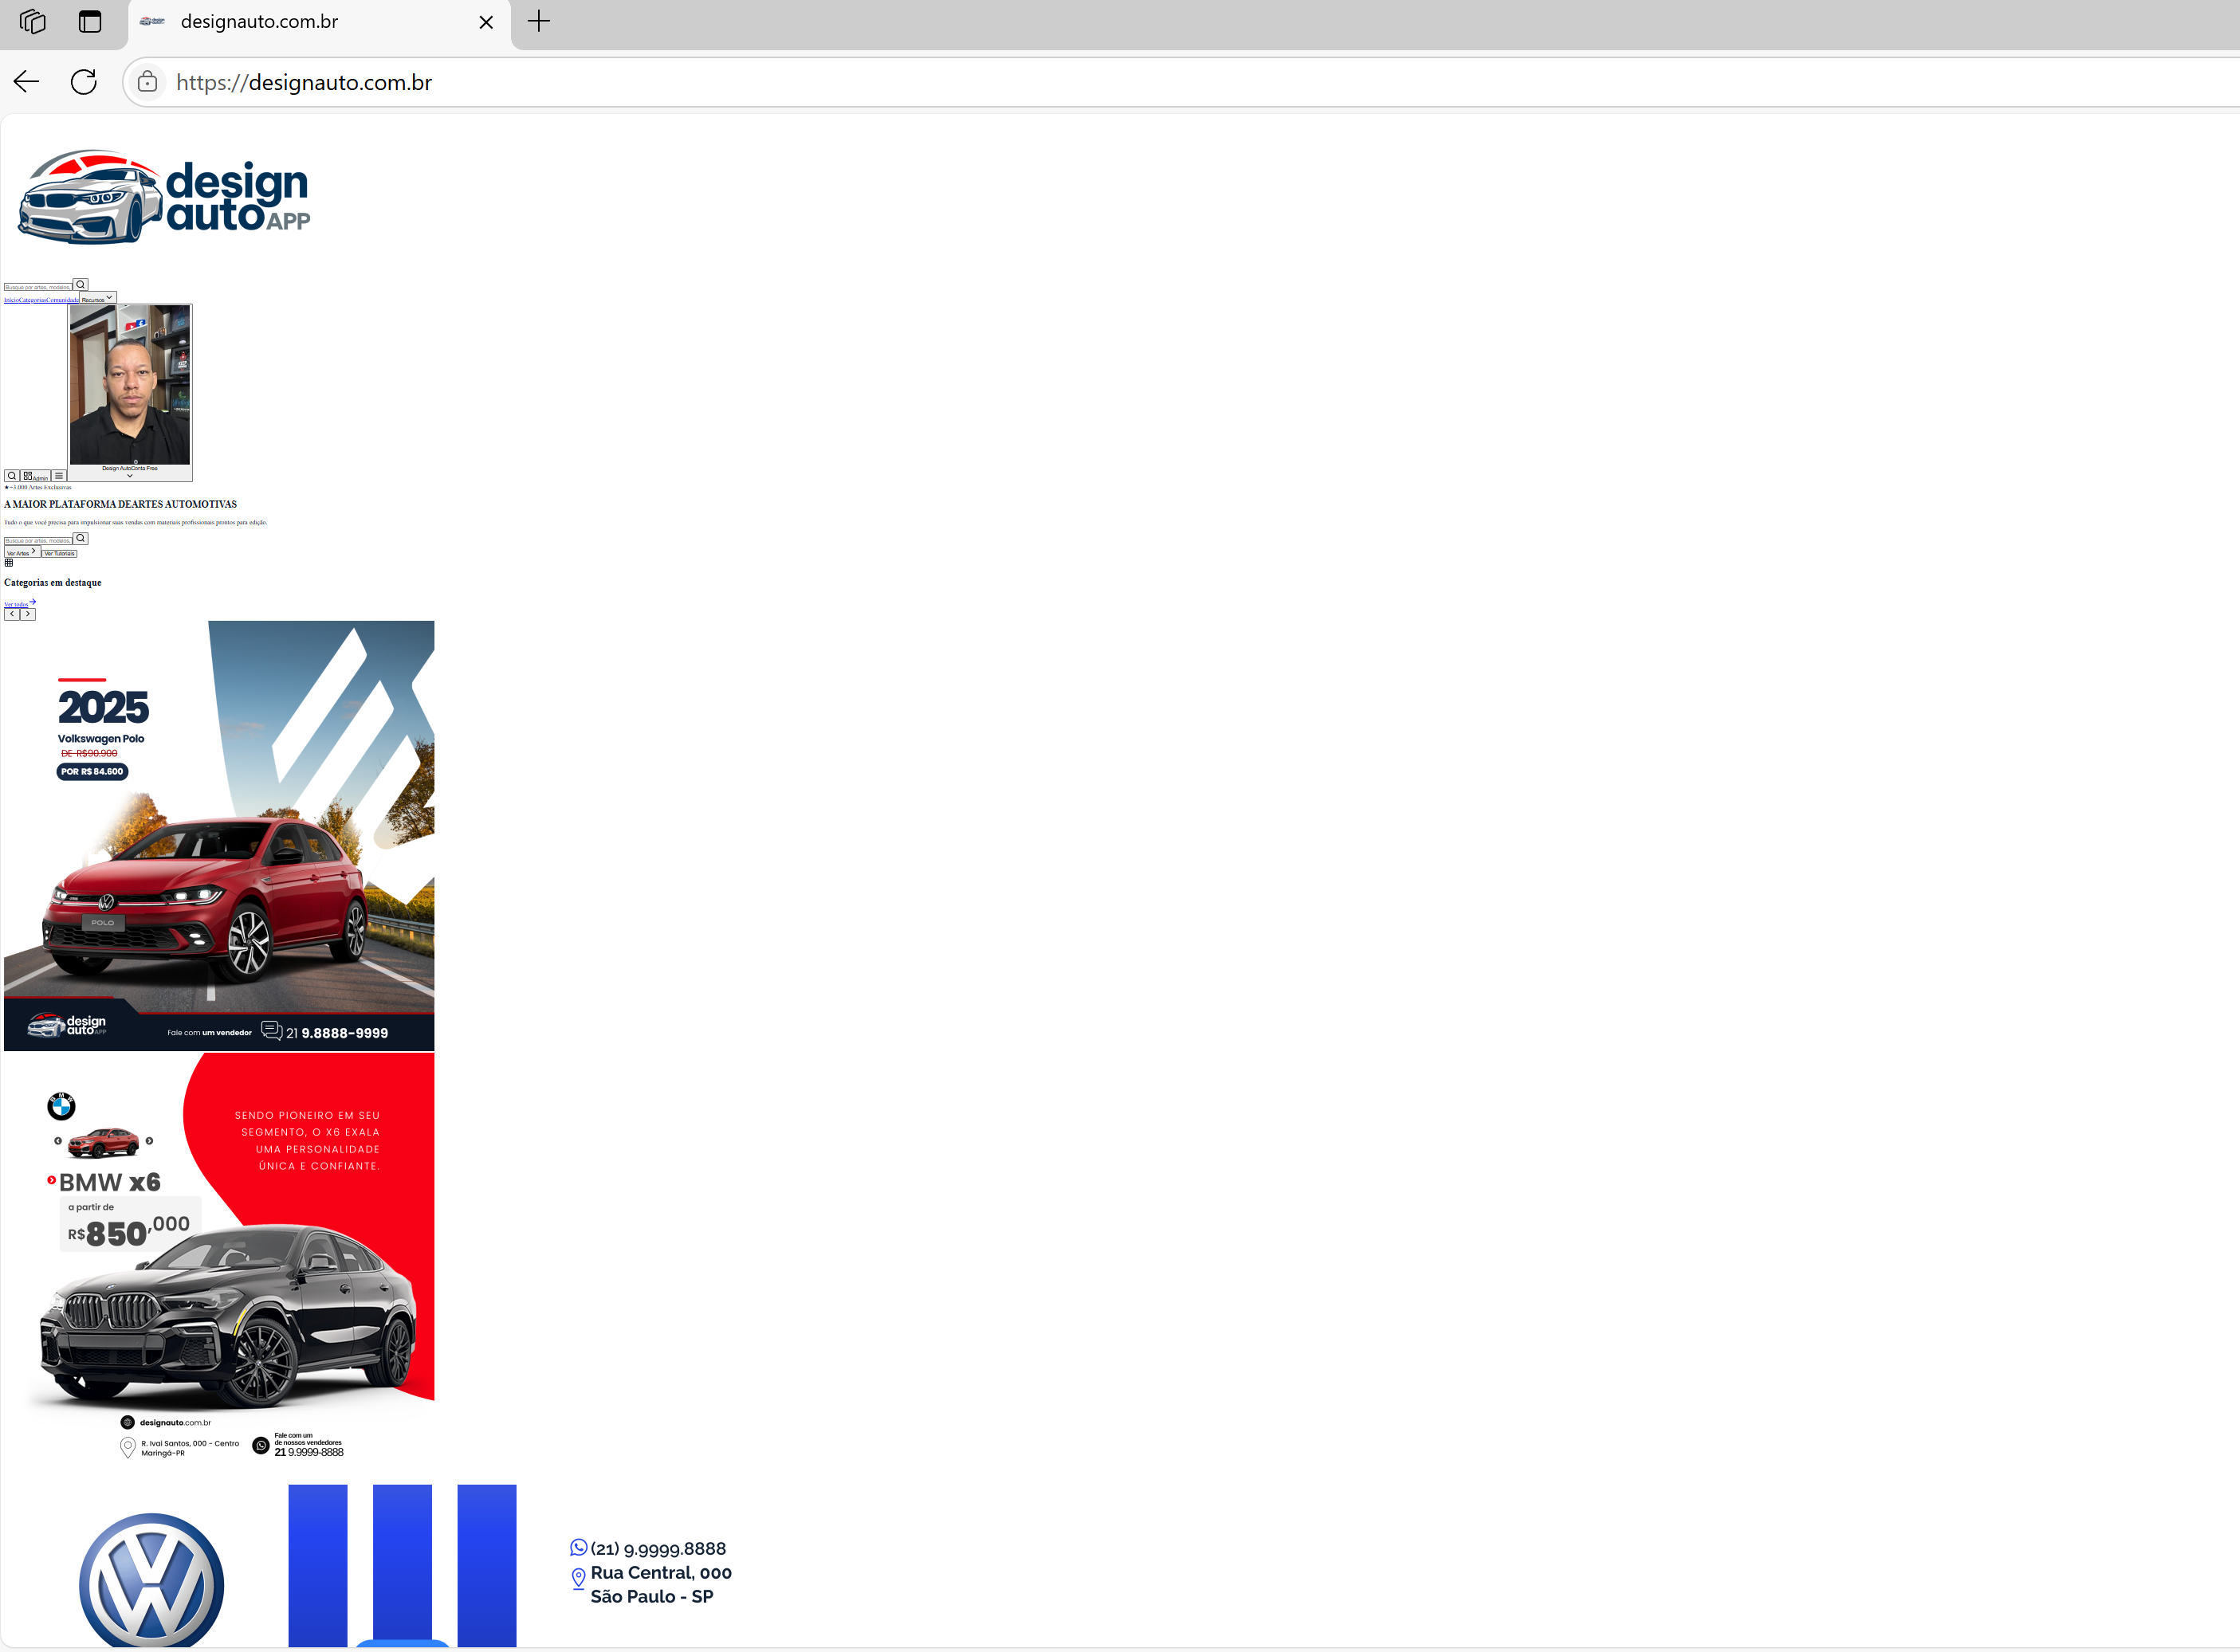 designauto.com.br
https://designauto.com.br
design
auto APP
Busque por artes, modelos,
InícioCategoriasComunidade Recursos
0
Design AutoConta Free
Admin
+3.000 Artes Exclusivas
A MAIOR PLATAFORMA DEARTES AUTOMOTIVAS
Tudo o que você precisa para impulsionar suas vendas com materiais profissionais prontos para edição.
Busque por artes, modelos,
Ver Artes Ver Tutoriais
Categorias em destaque
Ver todos
2025
Volkswagen Polo
DE R$90.900
POR R$ 84.600
POLO
design
auto APP
Fale com um vendedor 21 9.8888-9999
BMW
SENDO PIONEIRO EM SEU
SEGMENTO, O X6 EXALA
UMA PERSONALIDADE
ÚNICA E CONFIANTE.
BMW x6
a partir de
R$850,000
designauto.com.br
R. Ivaí Santos, 000 - Centro
Maringá-PR
Fale com um
de nossos vendedores
21 9.9999-8888
(21) 9.9999.8888
Rua Central, 000
São Paulo - SP